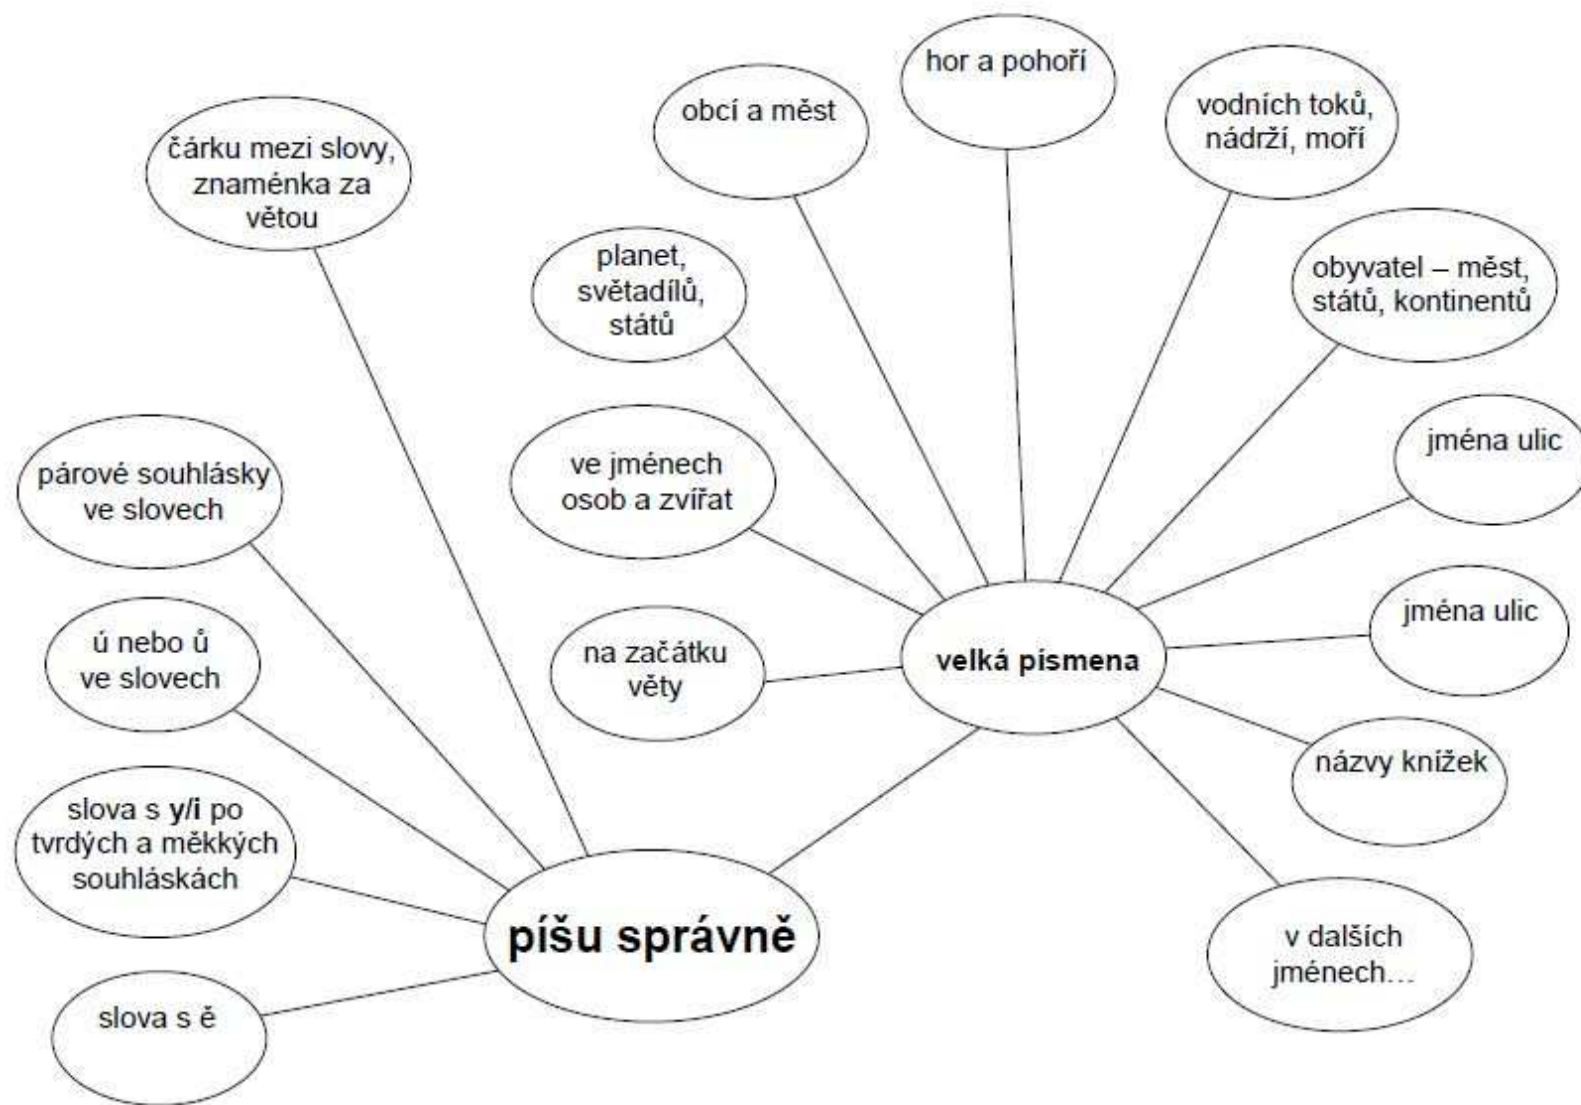 hor a pohoří
obcí a měst
vodních toků,
nádrží, moří
čárku mezi slovy,
znaménka za
větou
planet,
světadílů,
států
obyvatel – měst,
států, kontinentů
jména ulic
párové souhlásky
ve slovech
ve jménech
osob a zvířat
jména ulic
ú nebo ů
ve slovech
na začátku
věty
velká písmena
názvy knížek
slova s y/i po
tvrdých a měkkých
souhláskách
píšu správně
v dalších
jménech…
slova s ě